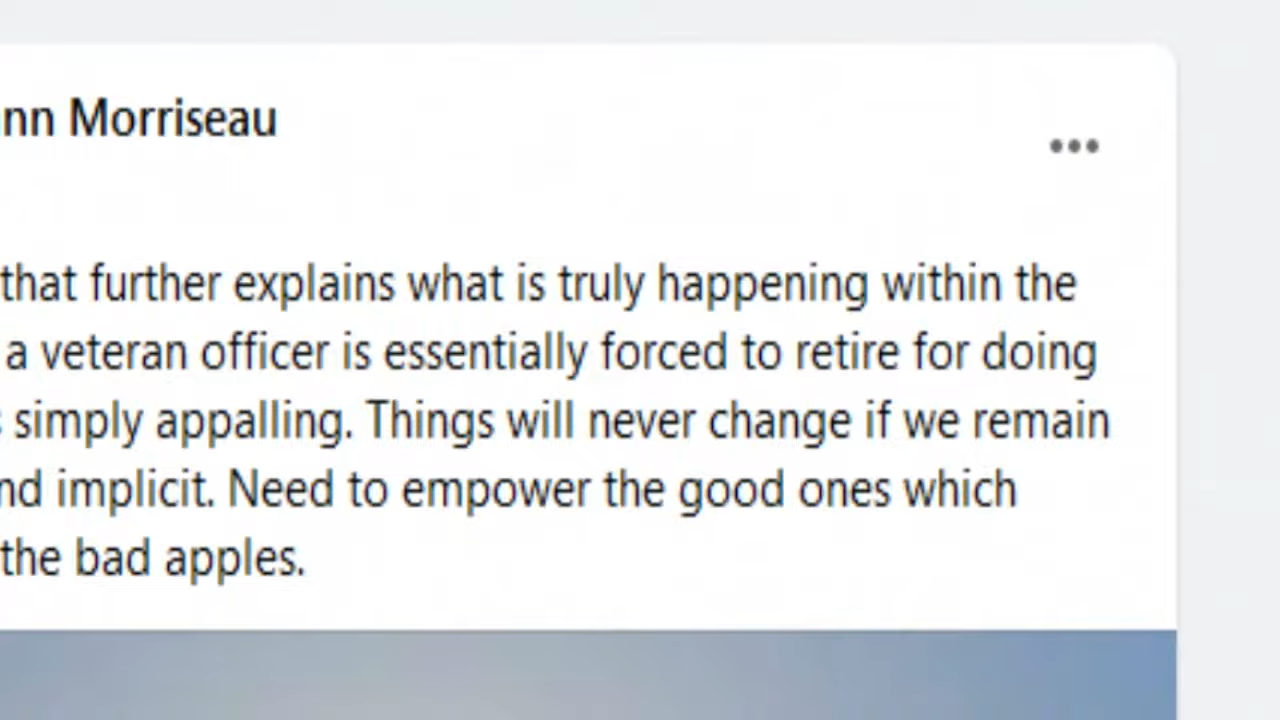 nn Morriseau
that further explains what is truly happening within the
a veteran officer is essentially forced to retire for doing
simply appalling. Things will never change if we remain
nd implicit. Need to empower the good ones which
the bad apples.